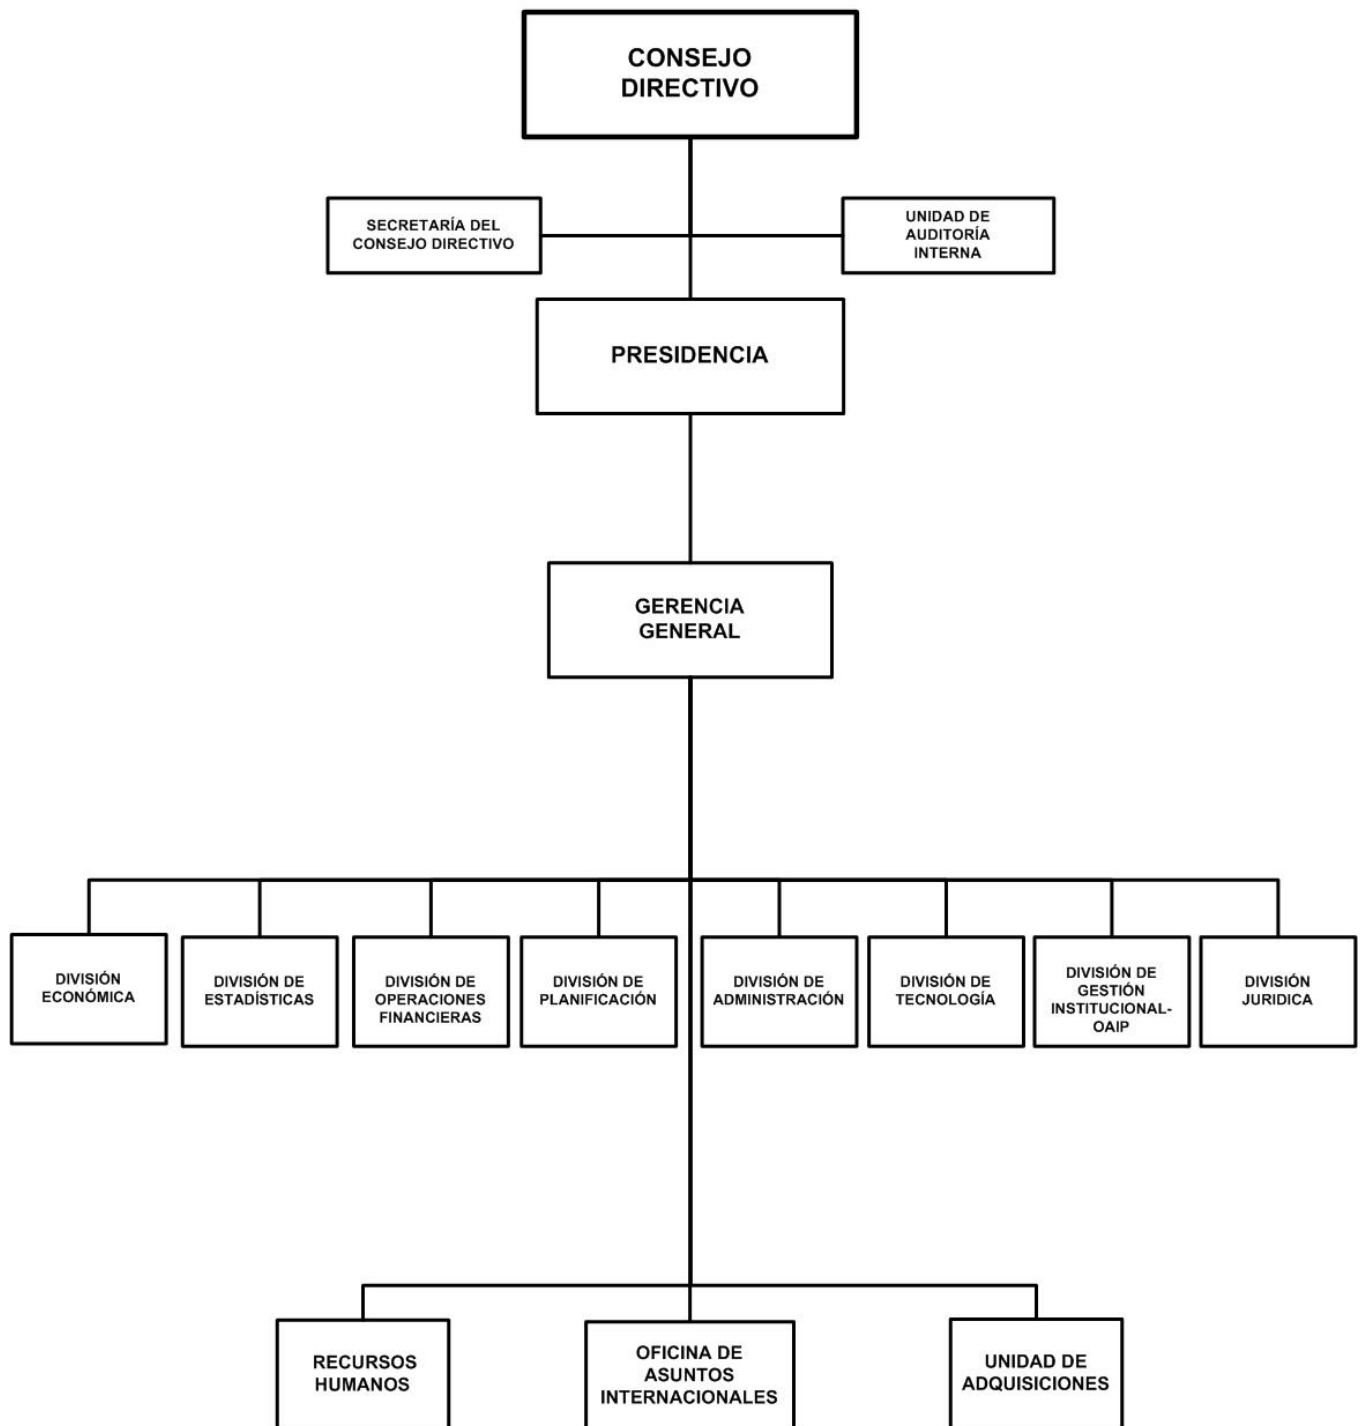 CONSEJO
DIRECTIVO
SECRETARÍA DEL
CONSEJO DIRECTIVO
UNIDAD DE
AUDITORÍA
INTERNA
PRESIDENCIA
GERENCIA
GENERAL
DIVISIÓN
ECONÓMICA
DIVISIÓN DE
ESTADÍSTICAS
DIVISIÓN DE
OPERACIONES
FINANCIERAS
DIVISIÓN DE
PLANIFICACIÓN
DIVISIÓN DE
ADMINISTRACIÓN
DIVISIÓN DE
TECNOLOGÍA
DIVISIÓN DE
GESTIÓN
INSTITUCIONAL-
OAIP
DIVISIÓN
JURIDICA
RECURSOS
HUMANOS
OFICINA DE
ASUNTOS
INTERNACIONALES
UNIDAD DE
ADQUISICIONES